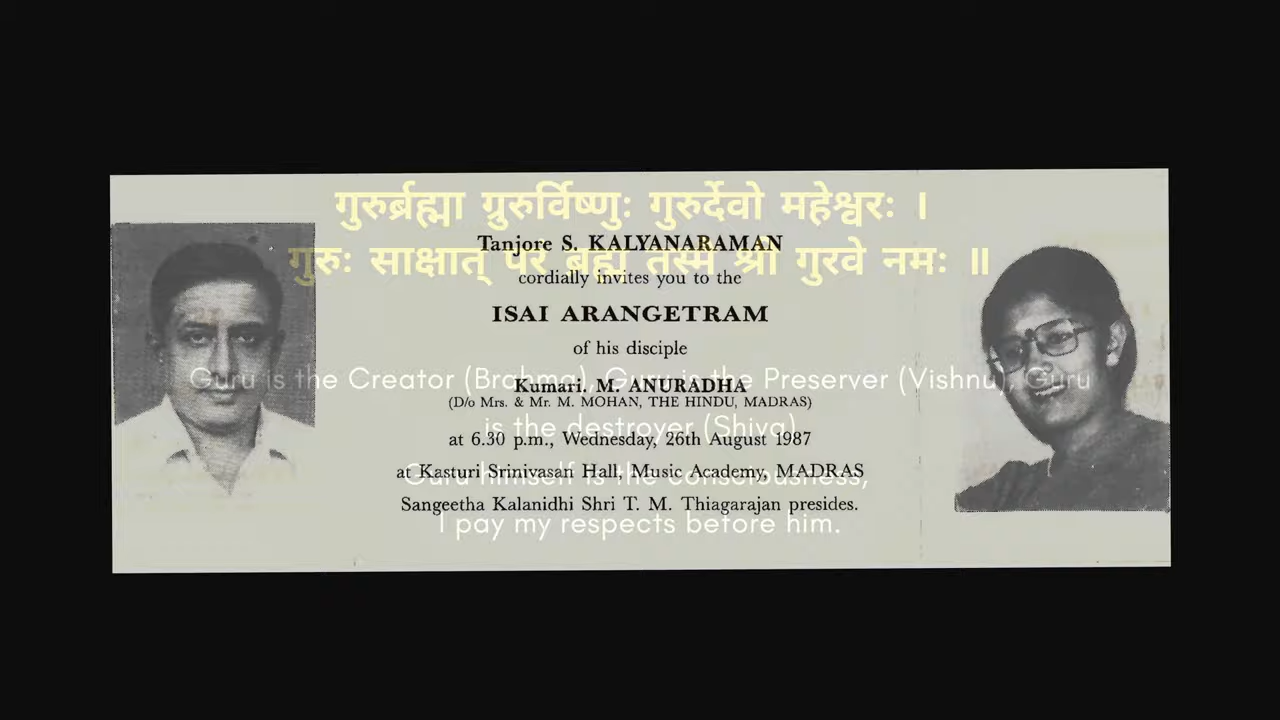 गुरुर्ब्रह्मा ग्रुरुर्विष्णुः गुरुर्देवो महेश्वरः ।
Tanjore S. KALYANARAMAN
गुरुः साक्षात् परं ब्रह्म तस्मै श्री गुरवे नमः ॥
cordially invites you to the
ISAI ARANGETRAM
of his disciple
Guru is the Creator (Brahma), Guru is the Preserver (Vishnu), Guru
Kumari. M. ANURADHA
(D/o Mrs. & Mr. M. MOHAN, THE HINDU, MADRAS)
is the destroyer (Shiva)
at 6.30 p.m., Wednesday, 26th August 1987
at Kasturi Srinivasan Hall, Music Academy, MADRAS
Guru himself is the consciousness,
Sangeetha Kalanidhi Shri T. M. Thiagarajan presides.
I pay my respects before him.